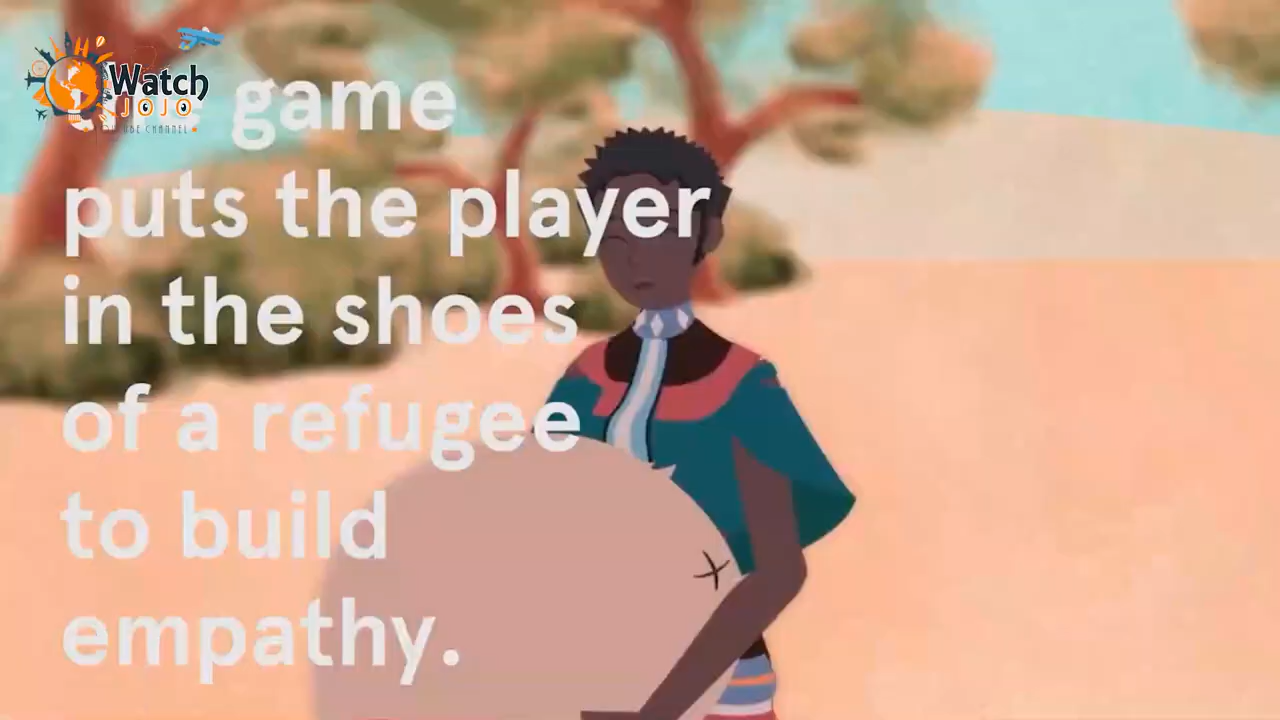 Watch
JOJO
game
puts the player
in the shoes
of a refugee
to build
empathy.